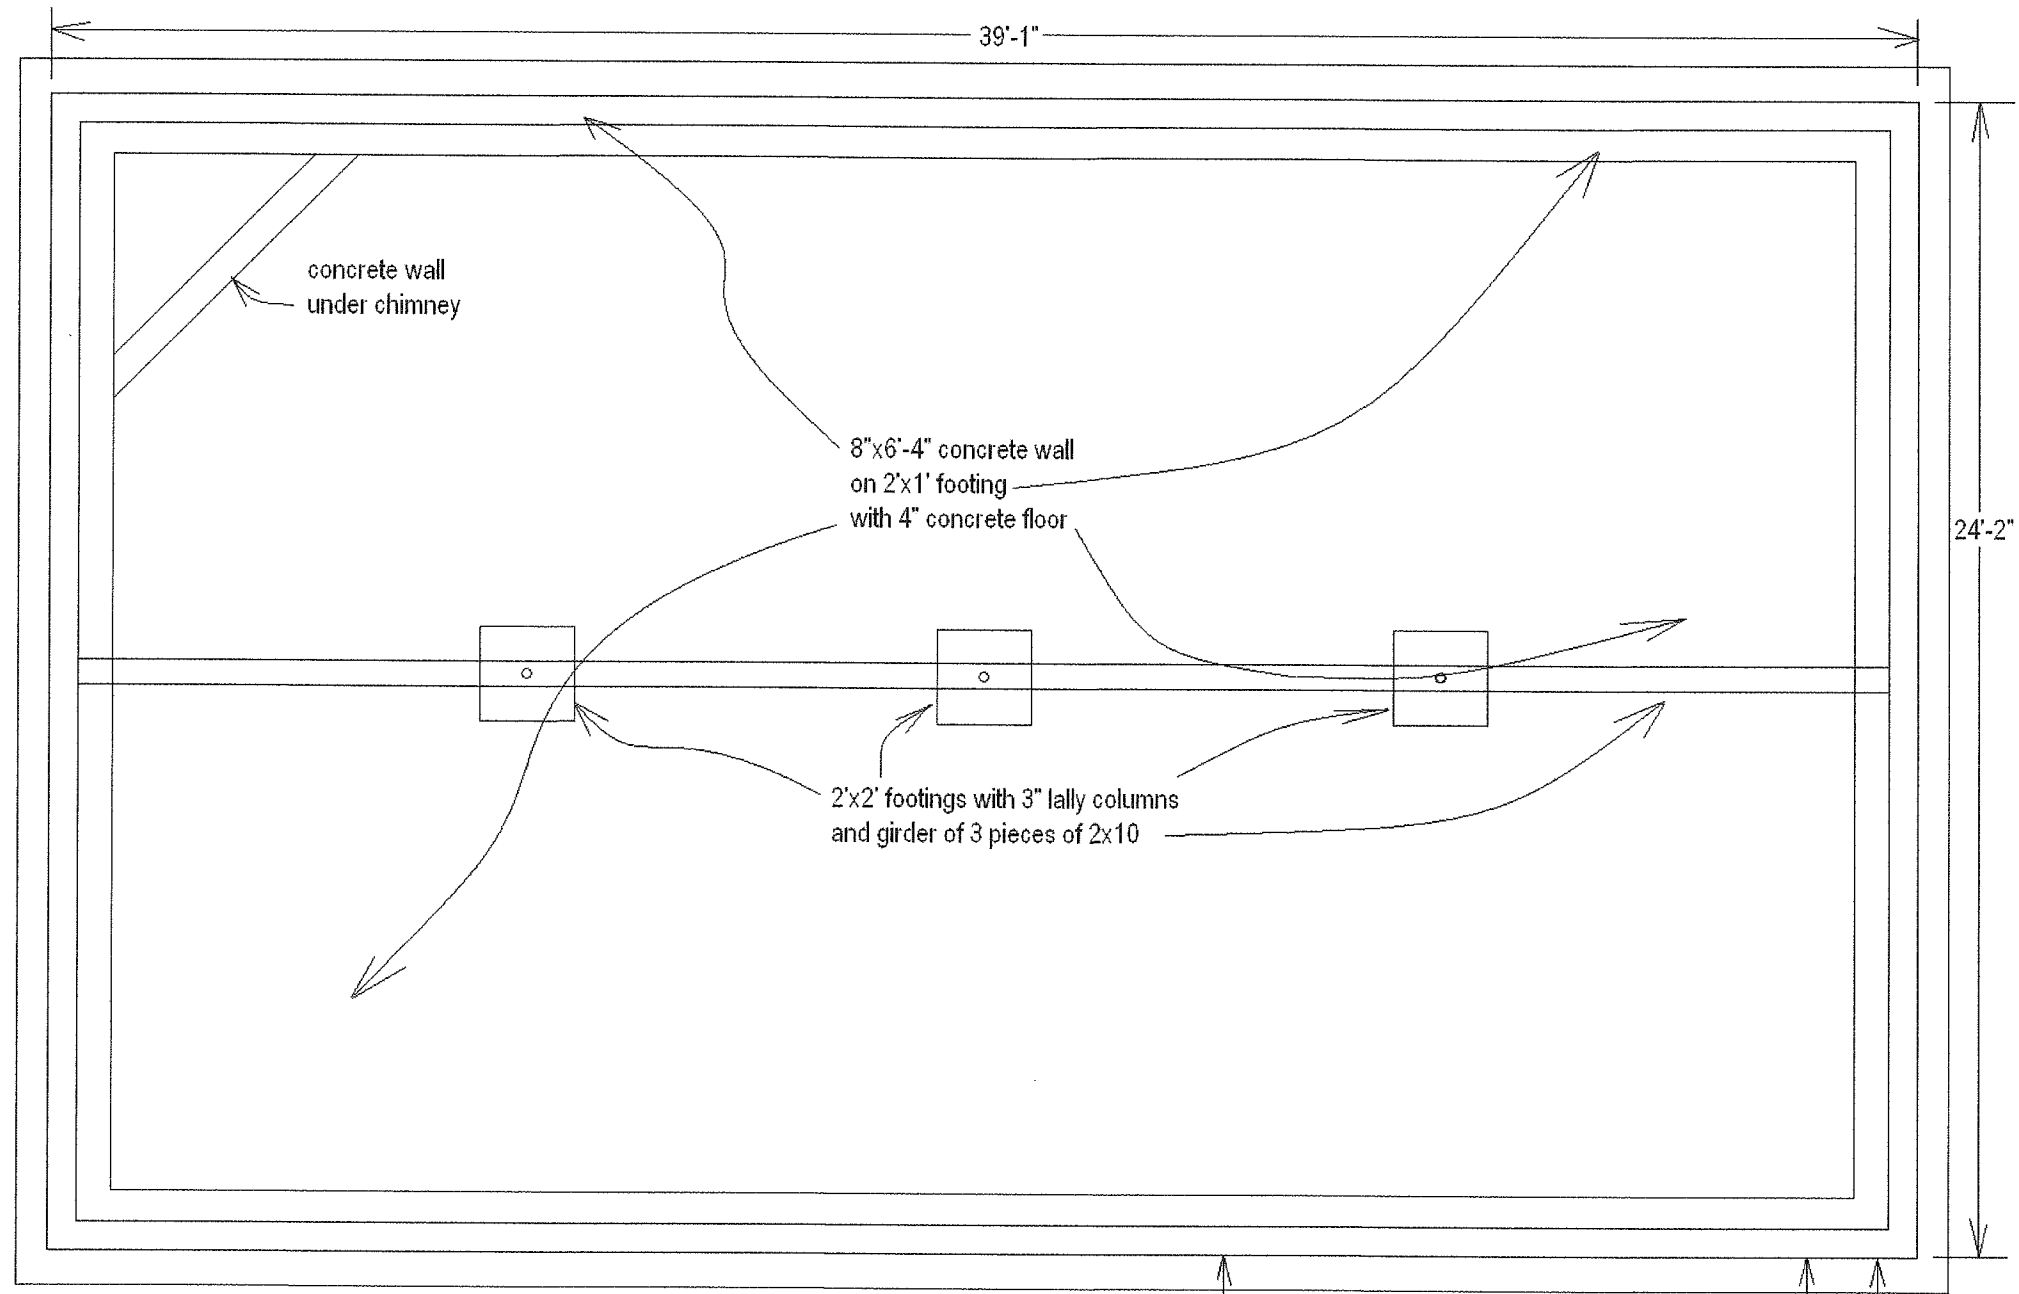 39'-1"
concrete wall
under chimney
8"x6'-4" concrete wall
on 2'x1' footing
with 4" concrete floor
24'-2"
2'x2' footings with 3" lally columns
and girder of 3 pieces of 2x10